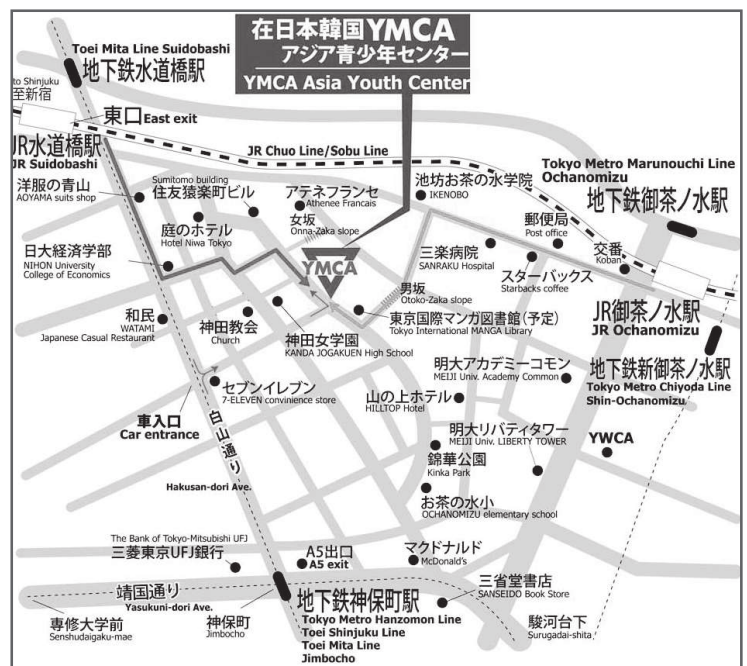 在日本韓国YMCA
アジア青少年センター
YMCA Asia Youth Center
Toei Mita Line Suidobashi
地下鉄水道橋駅
to Shinjuku
至新宿
東口East exit
JR水道橋駅
JR Suidobashi
JR Chuo Line/Sobu Line
Tokyo Metro Marunouchi Line
Ochanomizu
地下鉄御茶ノ水駅
洋服の青山
AOYAMA suits shop
Sumitomo building
住友猿楽町ビル
アテネフランセ
Athenee Francais
池坊お茶の水学院
IKENOBO
庭のホテル
Hotel Niwa Tokyo
女坂
Onna-Zaka slope
郵便局
Post office
交番
Koban
三楽病院
SANRAKU Hospital
スターバックス
Starbacks coffee
日大経済学部
NIHON University
College of Economics
YMCA
男坂
Otoko-Zaka slope
JR御茶ノ水駅
JR Ochanomizu
和民
WATAMI
Japanese Casual Restaurant
神田教会
Church
神田女学園
KANDA JOGAKUEN High School
東京国際マンガ図書館(予定)
Tokyo International MANGA Library
地下鉄新御茶ノ水駅
Tokyo Metro Chiyoda Line
Shin-Ochanomizu
明大アカデミーコモン
MEIJI Univ. Academy Common
セブンイレブン
7-ELEVEN convinience store
山の上ホテル
HILLTOP Hotel
車入口
Car entrance
白山通り
Hakusan-dori Ave.
明大リバティタワー
MEIJI Univ. LIBERTY TOWER
YWCA
錦華公園
Kinka Park
お茶の水小
OCHANOMIZU elementary school
The Bank of Tokyo-Mitsubishi UFJ
三菱東京UFJ銀行
A5出口
A5 exit
マクドナルド
McDonald's
靖国通り
Yasukuni-dori Ave.
三省堂書店
SANSEIDO Book Store
専修大学前
Senshudaigaku-mae
神保町
Jimbocho
地下鉄神保町駅
Tokyo Metro Hanzomon Line
Toei Shinjuku Line
Toei Mita Line
Jimbocho
駿河台下
Surugadai-shita